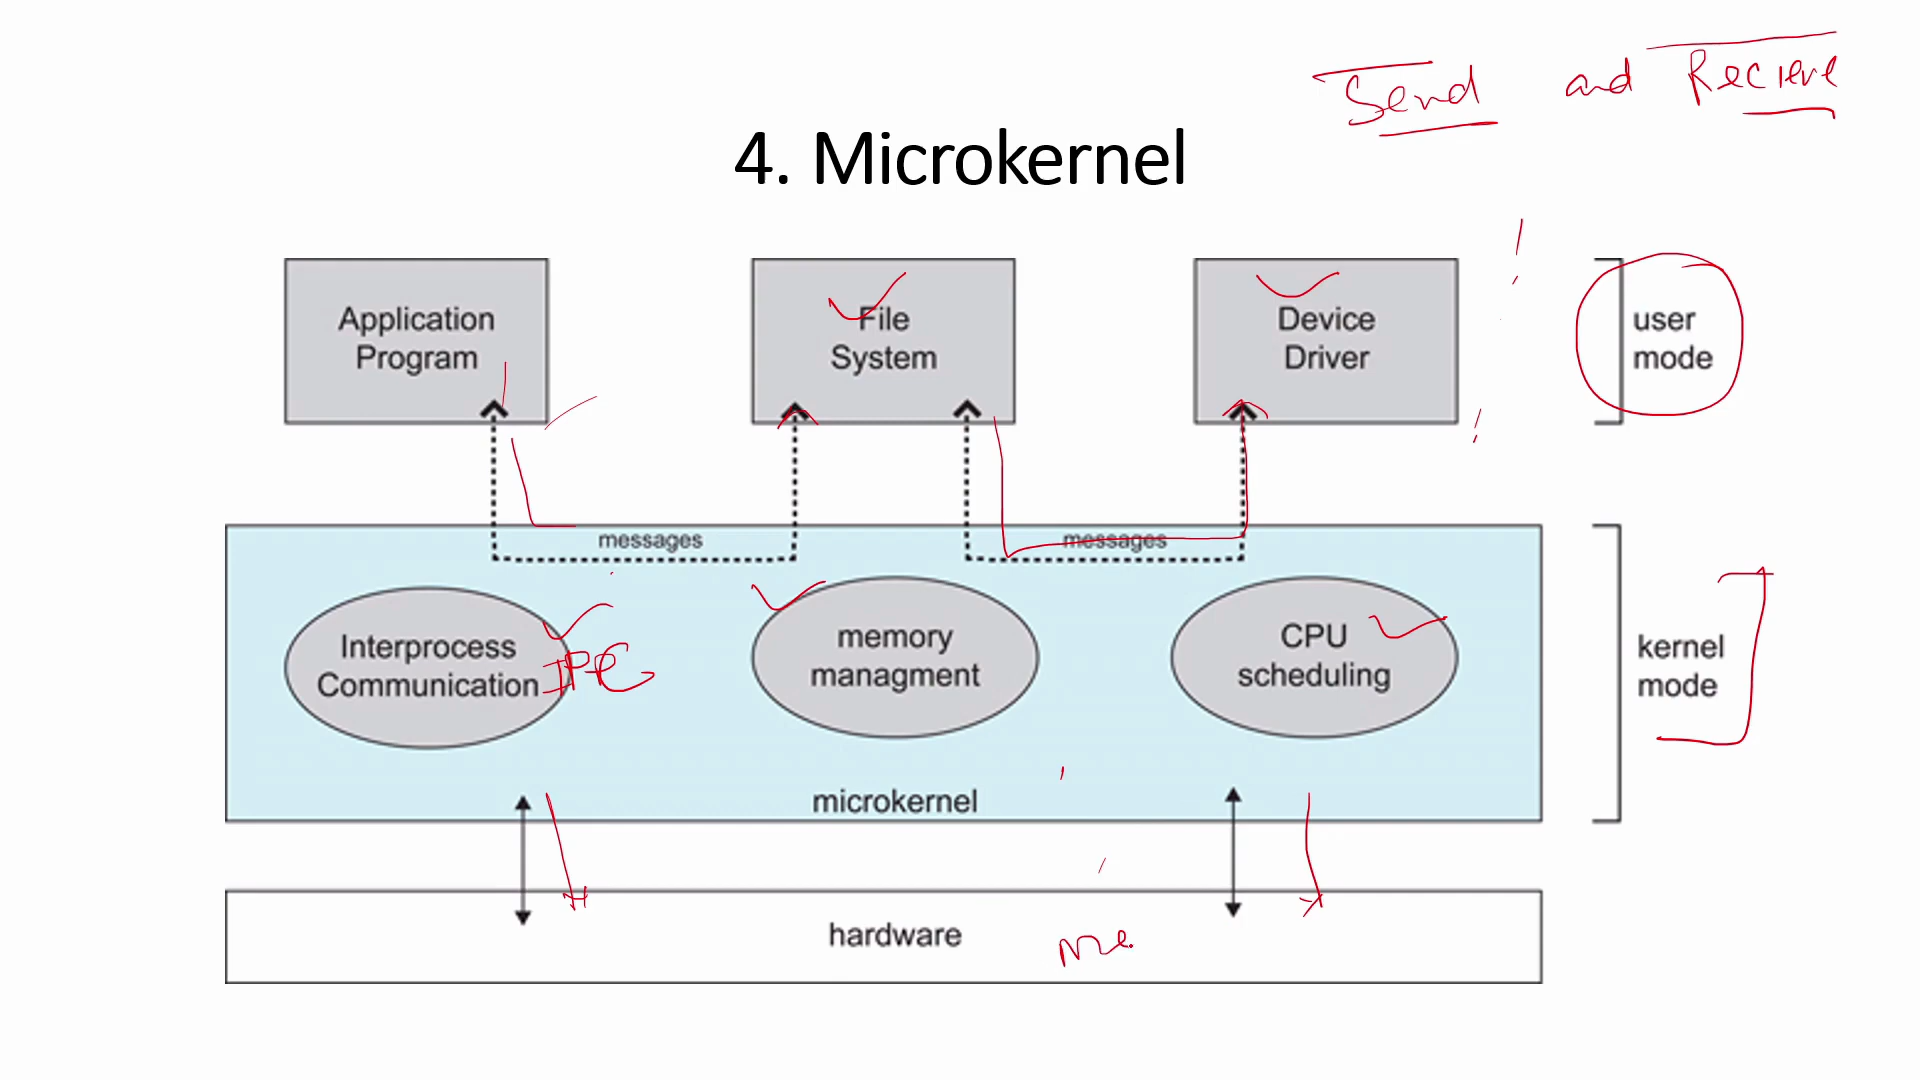 Send and Recieve
4. Microkernel
Application
Program
File
System
Device
Driver
user
mode
messages
messages
Interprocess
Communication
IPC
memory
managment
CPU
scheduling
kernel
mode
microkernel
hardware